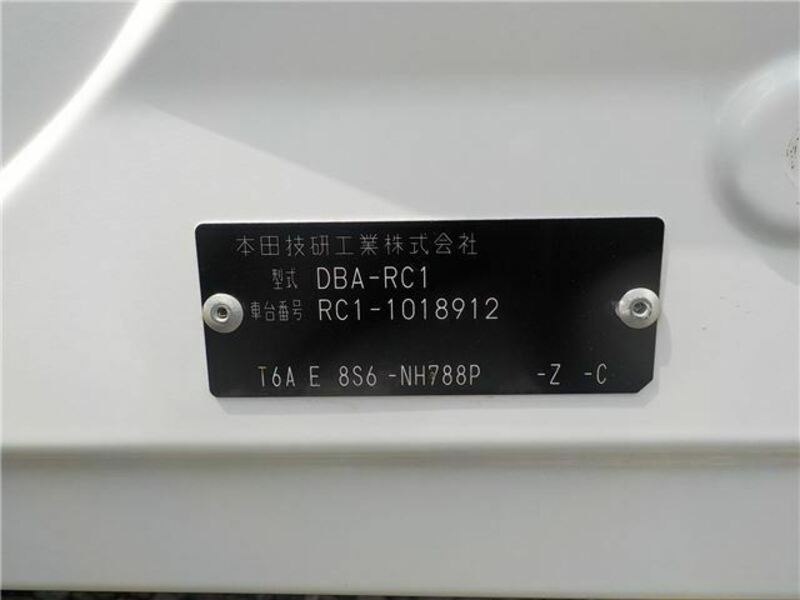 本田技研工業株式会社
型式 DBA-RC1
車台番号 RC1-1018912
T6A E 8S6 -NH788P -Z -C